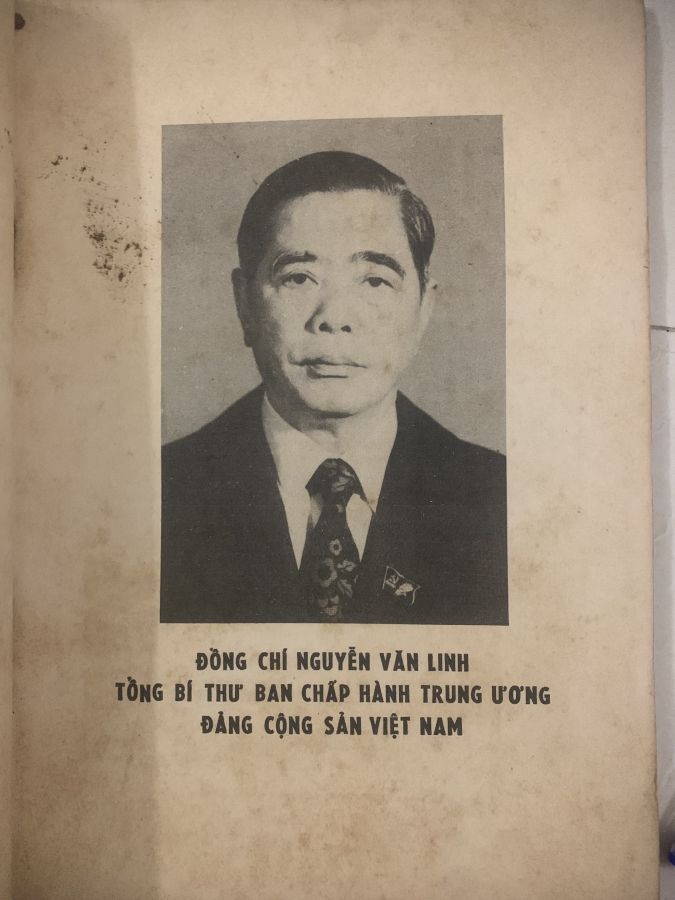 ĐỒNG CHÍ NGUYỄN VĂN LINH
TỔNG BÍ THƯ BAN CHẤP HÀNH TRUNG ƯƠNG
ĐẢNG CỘNG SẢN VIỆT NAM